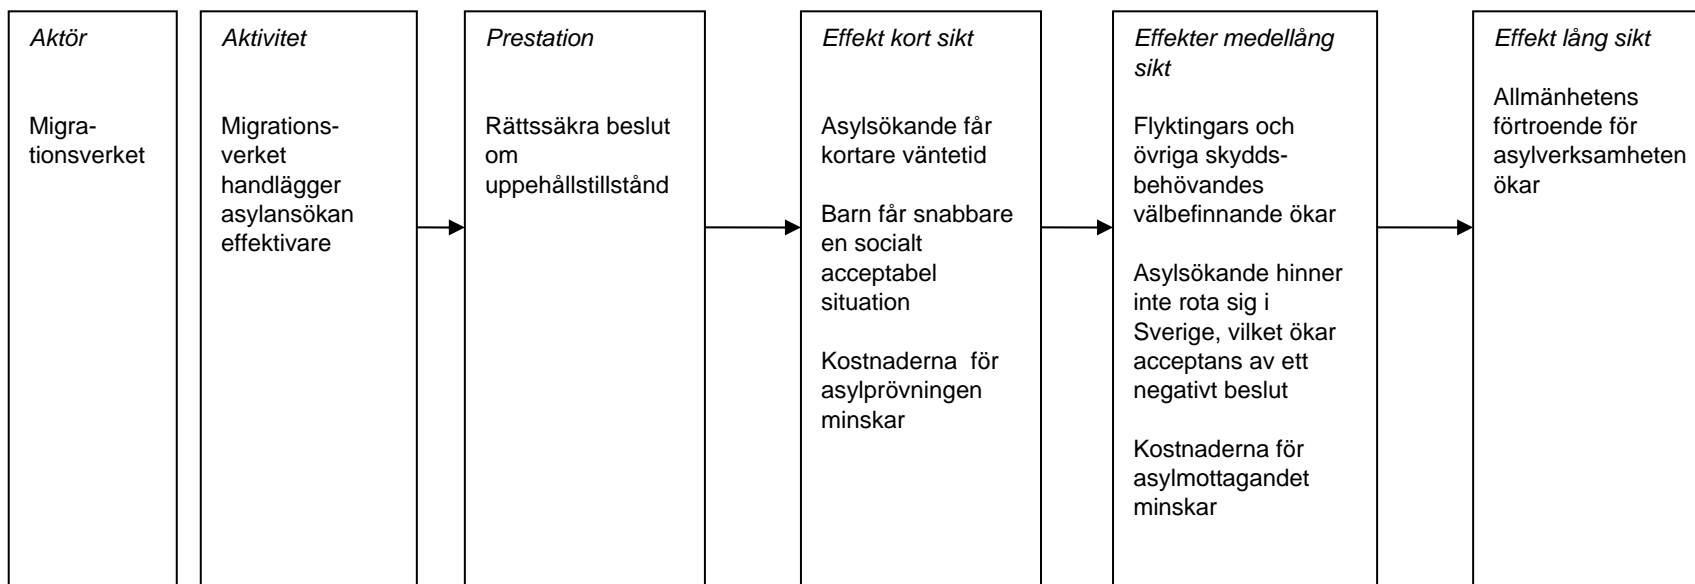 Aktör
Migra-
tionsverket
Aktivitet
Migrations-
verket
handlägger
asylansökan
effektivare
Prestation
Rättssäkra beslut
om
uppehållstillstånd
Effekt kort sikt
Asylsökande får
kortare väntetid
Barn får snabbare
en socialt
acceptabel
situation
Kostnaderna  för
asylprövningen
minskar
Effekter medellång
sikt
Flyktingars och
övriga skydds-
behövandes
välbefinnande ökar
Asylsökande hinner
inte rota sig i
Sverige, vilket ökar
acceptans av ett
negativt beslut
Kostnaderna för
asylmottagandet
minskar
Effekt lång sikt
Allmänhetens
förtroende för
asylverksamheten
ökar